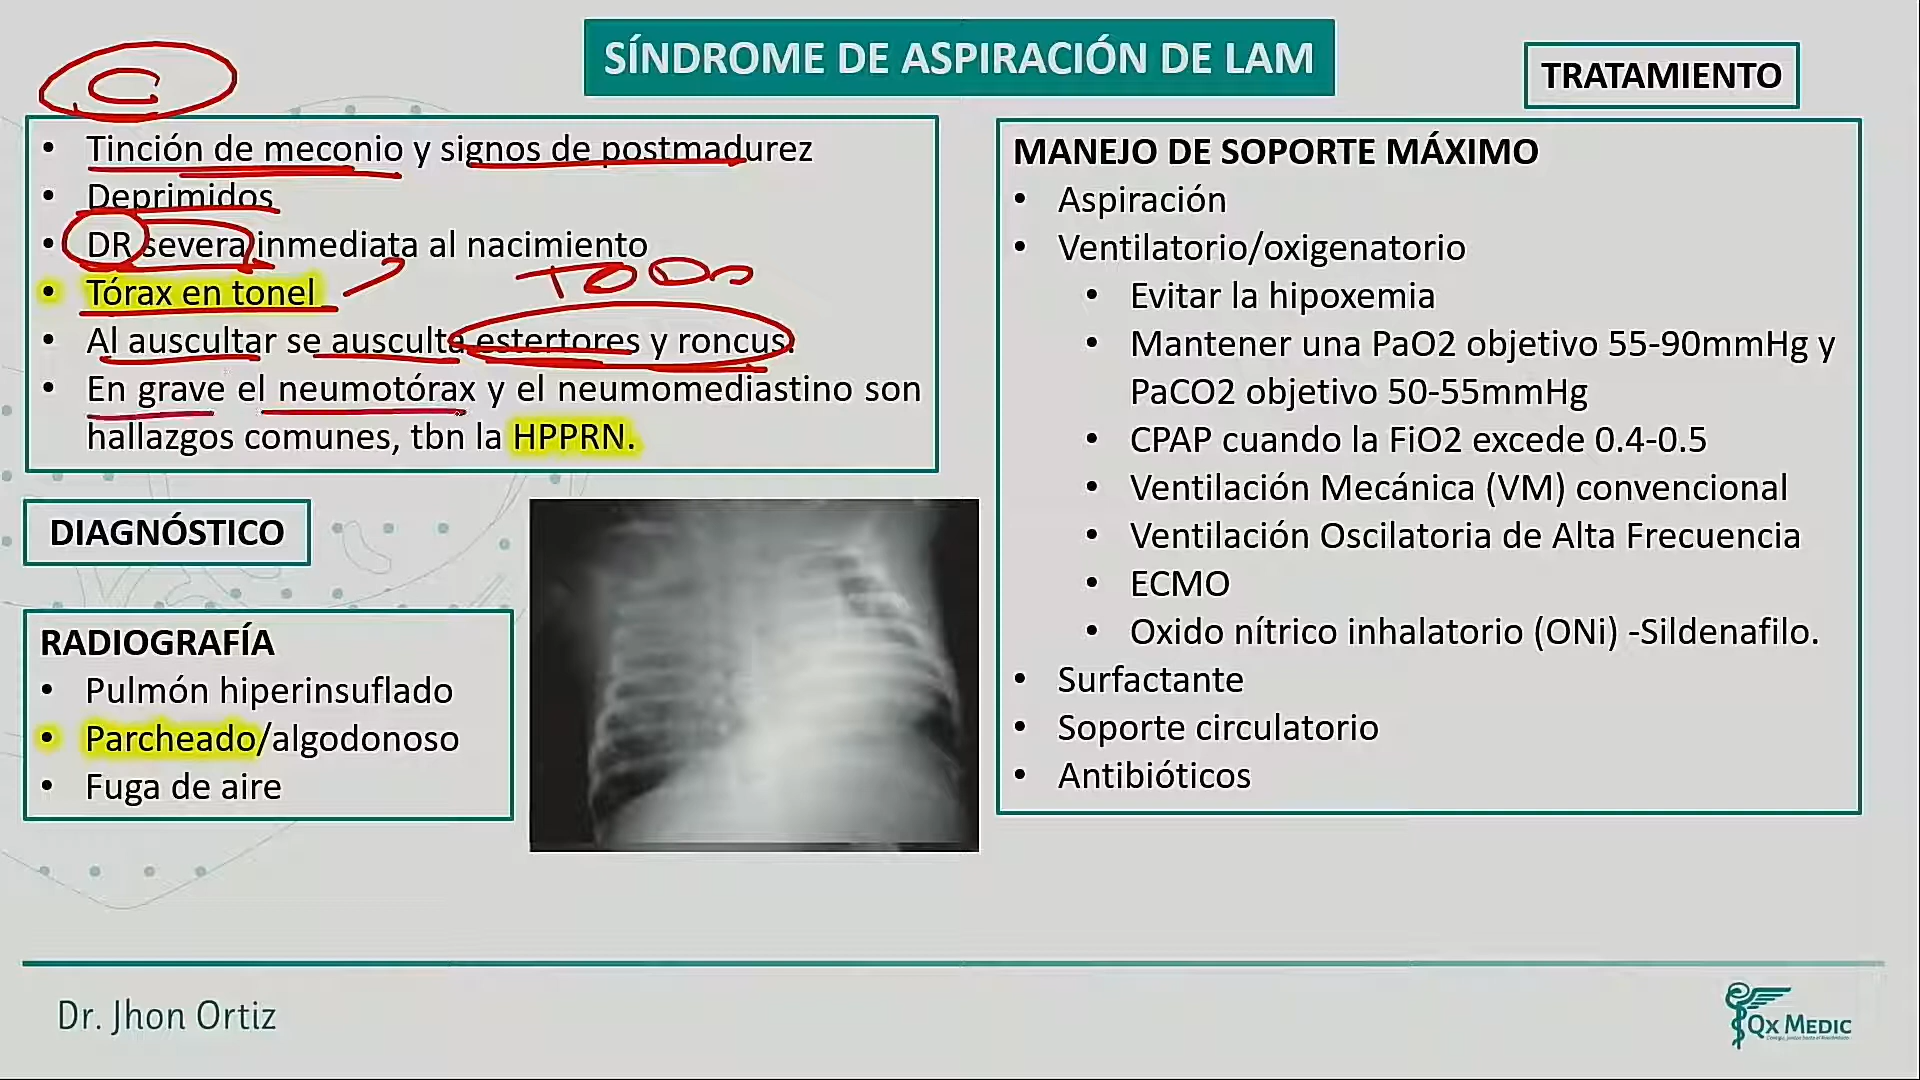 SÍNDROME DE ASPIRACIÓN DE LAM
TRATAMIENTO
C
• Tinción de meconio y signos de postmadurez
• Deprimidos
• DR severa inmediata al nacimiento
TODOS
• Tórax en tonel
• Al auscultar se ausculta estertores y roncus.
• En grave el neumotórax y el neumomediastino son
hallazgos comunes, tbn la HPPRN.
DIAGNÓSTICO
RADIOGRAFÍA
• Pulmón hiperinsuflado
• Parcheado/algodonoso
• Fuga de aire
MANEJO DE SOPORTE MÁXIMO
• Aspiración
• Ventilatorio/oxigenatorio
• Evitar la hipoxemia
• Mantener una PaO2 objetivo 55-90mmHg y
PaCO2 objetivo 50-55mmHg
• CPAP cuando la FiO2 excede 0.4-0.5
• Ventilación Mecánica (VM) convencional
• Ventilación Oscilatoria de Alta Frecuencia
• ECMO
• Oxido nítrico inhalatorio (ONi) -Sildenafilo.
• Surfactante
• Soporte circulatorio
• Antibióticos
Dr. Jhon Ortiz
QX MEDIC